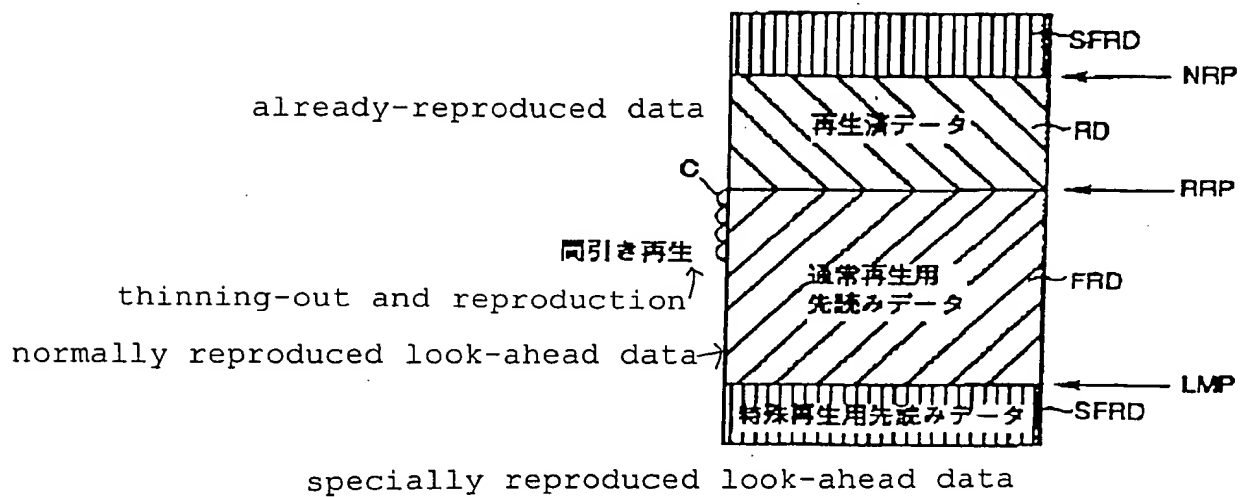 SFRD
NRP
already-reproduced data
再生済データ
RD
C
RRP
間引き再生
通常再生用
先読みデータ
FRD
thinning-out and reproduction
normally reproduced look-ahead data
LMP
特殊再生用先読みデータ
SFRD
specially reproduced look-ahead data